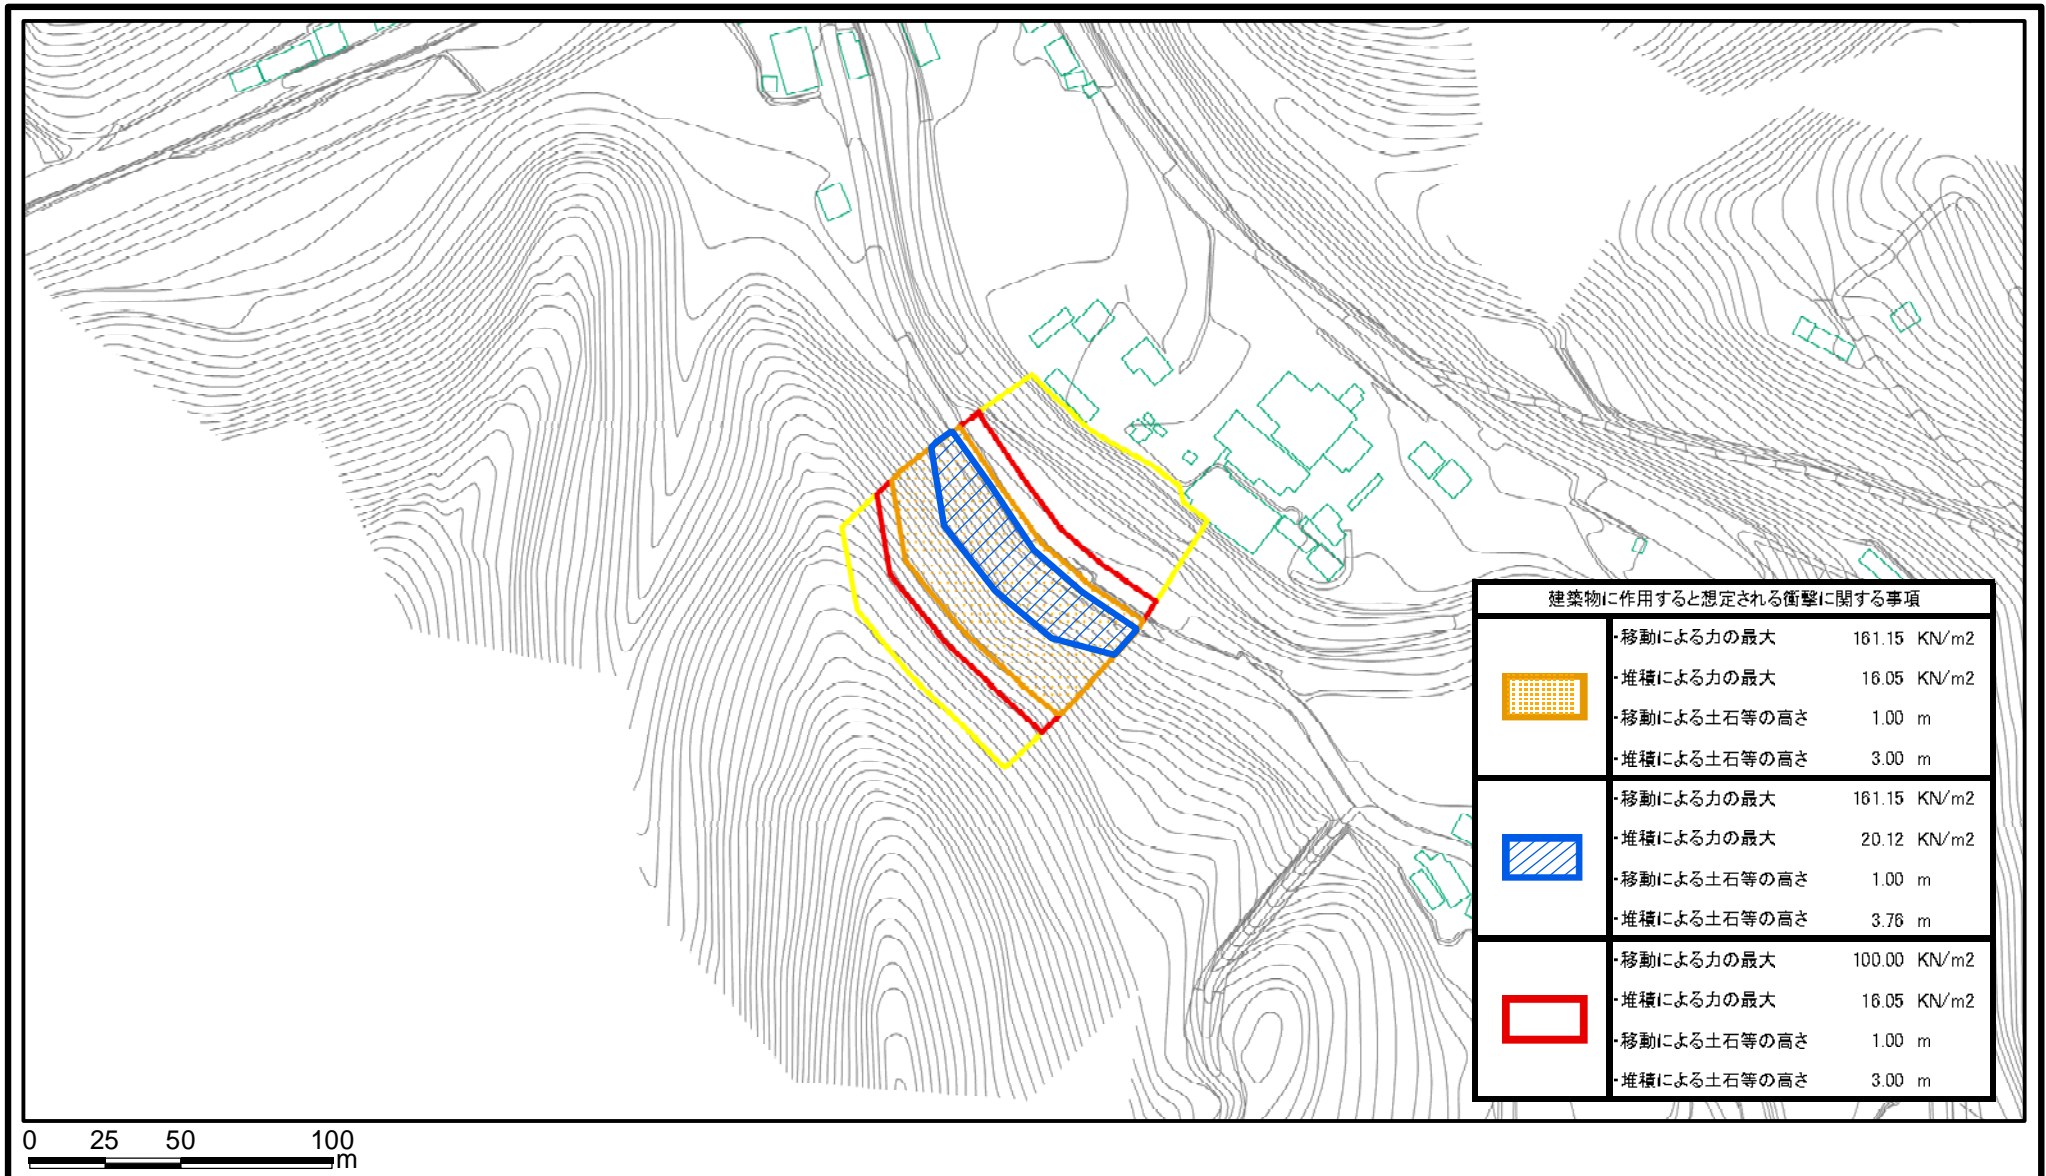 建築物に作用すると想定される衝撃に関する事項
・移動による力の最大 161.15 KN/m2
・堆積による力の最大 16.05 KN/m2
・移動による土石等の高さ 1.00 m
・堆積による土石等の高さ 3.00 m
・移動による力の最大 161.15 KN/m2
・堆積による力の最大 20.12 KN/m2
・移動による土石等の高さ 1.00 m
・堆積による土石等の高さ 3.76 m
・移動による力の最大 100.00 KN/m2
・堆積による力の最大 16.05 KN/m2
・移動による土石等の高さ 1.00 m
・堆積による土石等の高さ 3.00 m
0 25 50 100
m